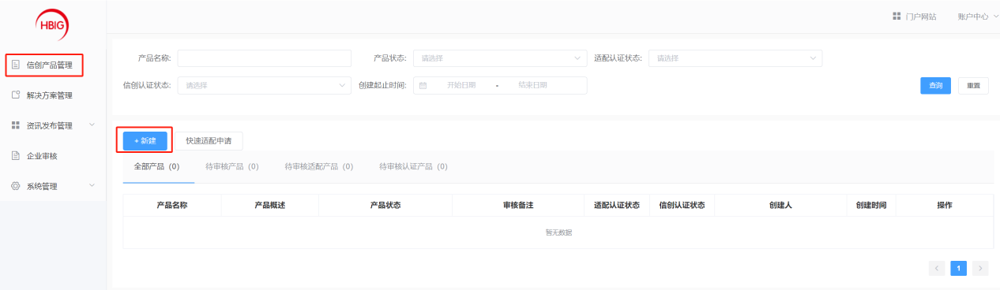 HBIG
门户网站 账户中心
信创产品管理
解决方案管理
资讯发布管理
企业审核
系统管理
产品名称: 产品状态: 请选择 适配认证状态: 请选择
信创认证状态: 请选择 创建起止时间: 开始日期 - 结束日期 查询 重置
+ 新建 快速适配申请
全部产品（0） 待审核产品（0） 待审核适配产品（0） 待审核认证产品（0）
产品名称 产品概述 产品状态 审核备注 适配认证状态 信创认证状态 创建人 创建时间 操作
暂无数据
< 1 >